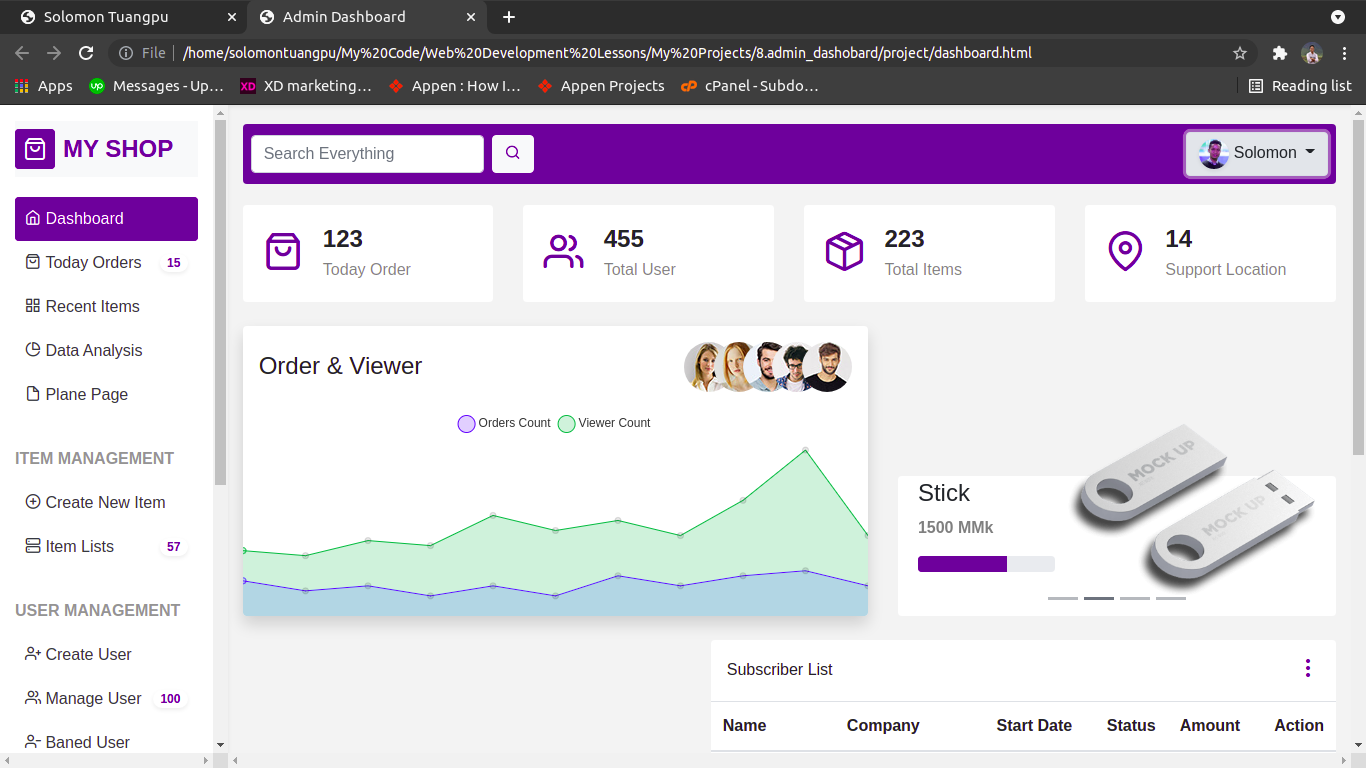 Solomon Tuangpu
Admin Dashboard
File
/home/solomontuangpu/My%20Code/Web%20Development%20Lessons/My%20Projects/8.admin_dashobard/project/dashboard.html
Apps
Messages - Up…
XD marketing…
Appen : How I…
Appen Projects
cPanel - Subdo…
Reading list
MY SHOP
Dashboard
Today Orders 15
Recent Items
Data Analysis
Plane Page
ITEM MANAGEMENT
Create New Item
Item Lists 57
USER MANAGEMENT
Create User
Manage User 100
Baned User
Search Everything
Solomon
123
Today Order
455
Total User
223
Total Items
14
Support Location
Order & Viewer
Orders Count
Viewer Count
Stick
1500 MMk
MOCK UP
MOCK UP
Subscriber List
Name Company Start Date Status Amount Action